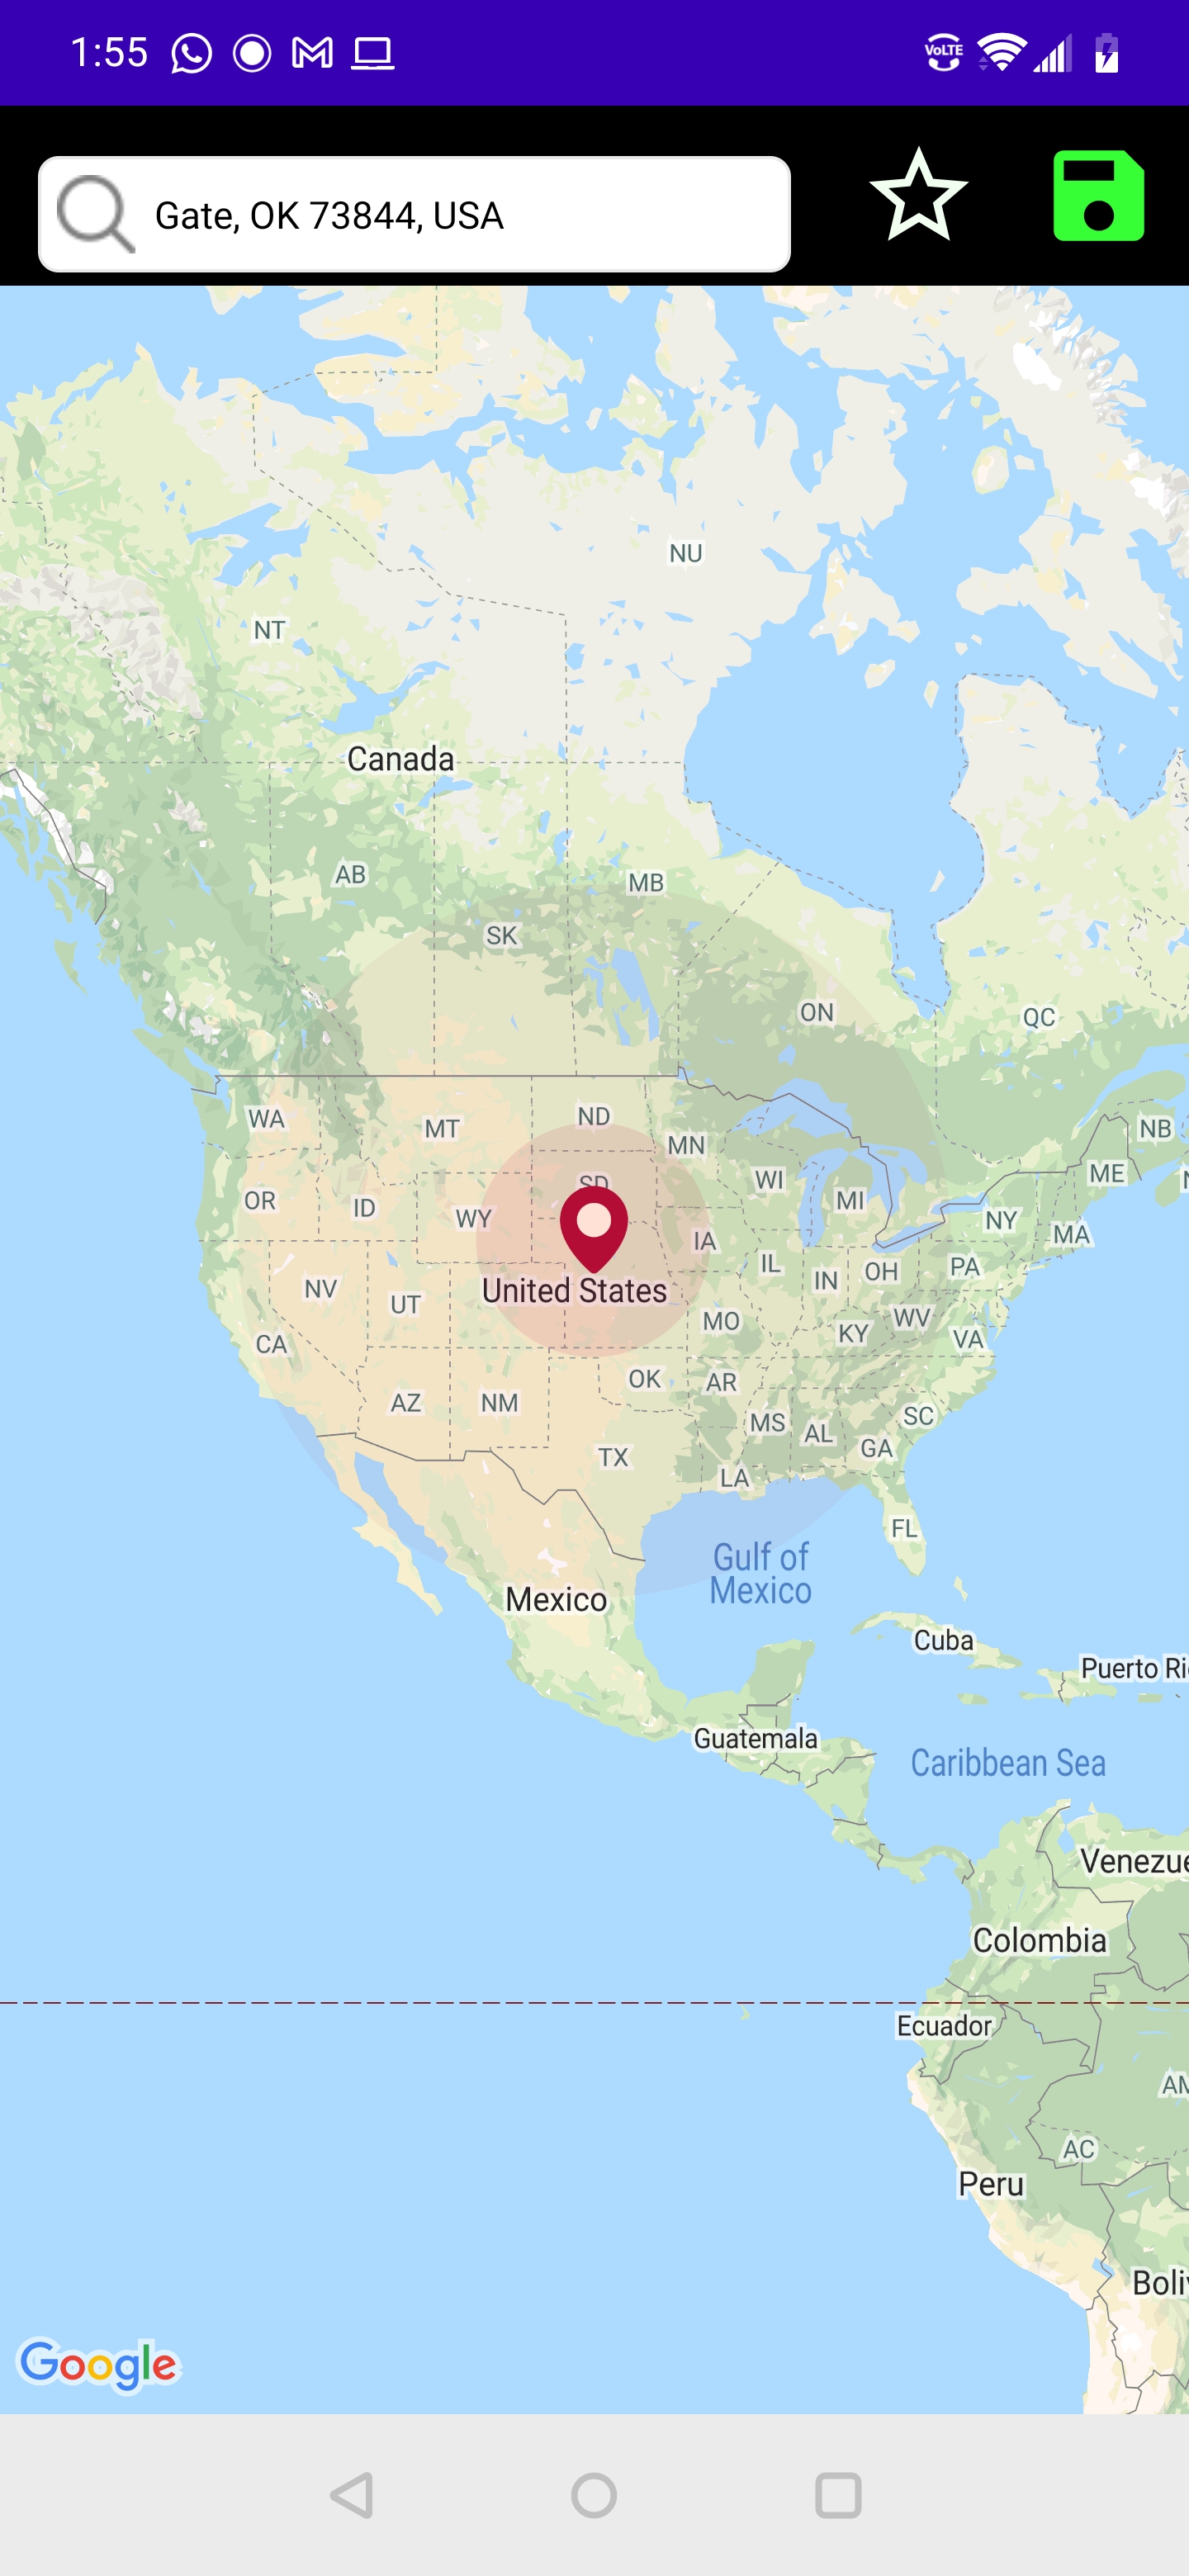 1:55
VoLTE
Gate, OK 73844, USA
NU
NT
Canada
AB
MB
SK
ON
QC
WA
MT
ND
MN
NB
ME
OR
ID
WY
SD
WI
MI
NY
MA
IA
IL
IN
OH
PA
NV
UT
United States
MO
KY
WV
VA
CA
AZ
NM
OK
AR
MS
AL
GA
SC
TX
LA
FL
Gulf of
Mexico
Mexico
Cuba
Puerto Ri
Guatemala
Caribbean Sea
Venezue
Colombia
Ecuador
AM
AC
Peru
Boliv
Google